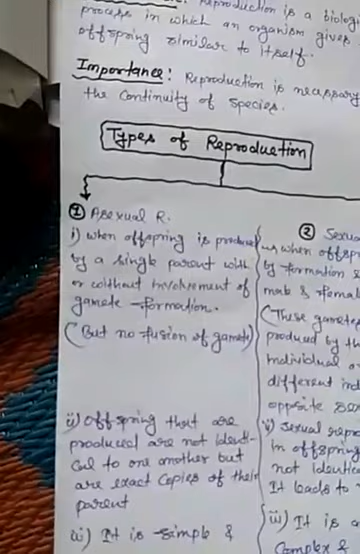 Reproduction is a biologi
process in which an organism gives
offspring similar to itself.
Importance: Reproduction is necessary
the continuity of species.
Types of Reproduction
① Asexual R.
i) when offspring is produce
by a single parent with
or without involvement of
gamete formation.
(But no fusion of gamete)
ii) offspring that are
produced are not identi-
cal to one another but
are exact copies of their
parent
iii) It is simple &
② Sexua
when offsp
by formation &
male & femal
(These gamete
produced by th
individual o
different ind
opposite se
ii) sexual repro
in offspring
not identica
It leads to
iii) It is a
complex &